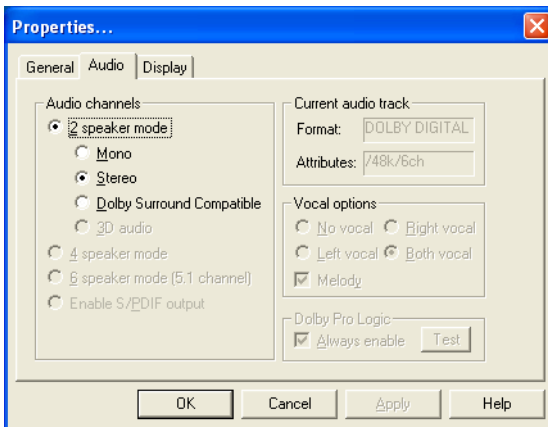 Properties...
General Audio Display
Audio channels
2 speaker mode
Mono
Stereo
Dolby Surround Compatible
3D audio
4 speaker mode
6 speaker mode (5.1 channel)
Enable S/PDIF output
Current audio track
Format: DOLBY DIGITAL
Attributes: /48k/6ch
Vocal options
No vocal Right vocal
Left vocal Both vocal
Melody
Dolby Pro Logic
Always enable Test
OK Cancel Apply Help